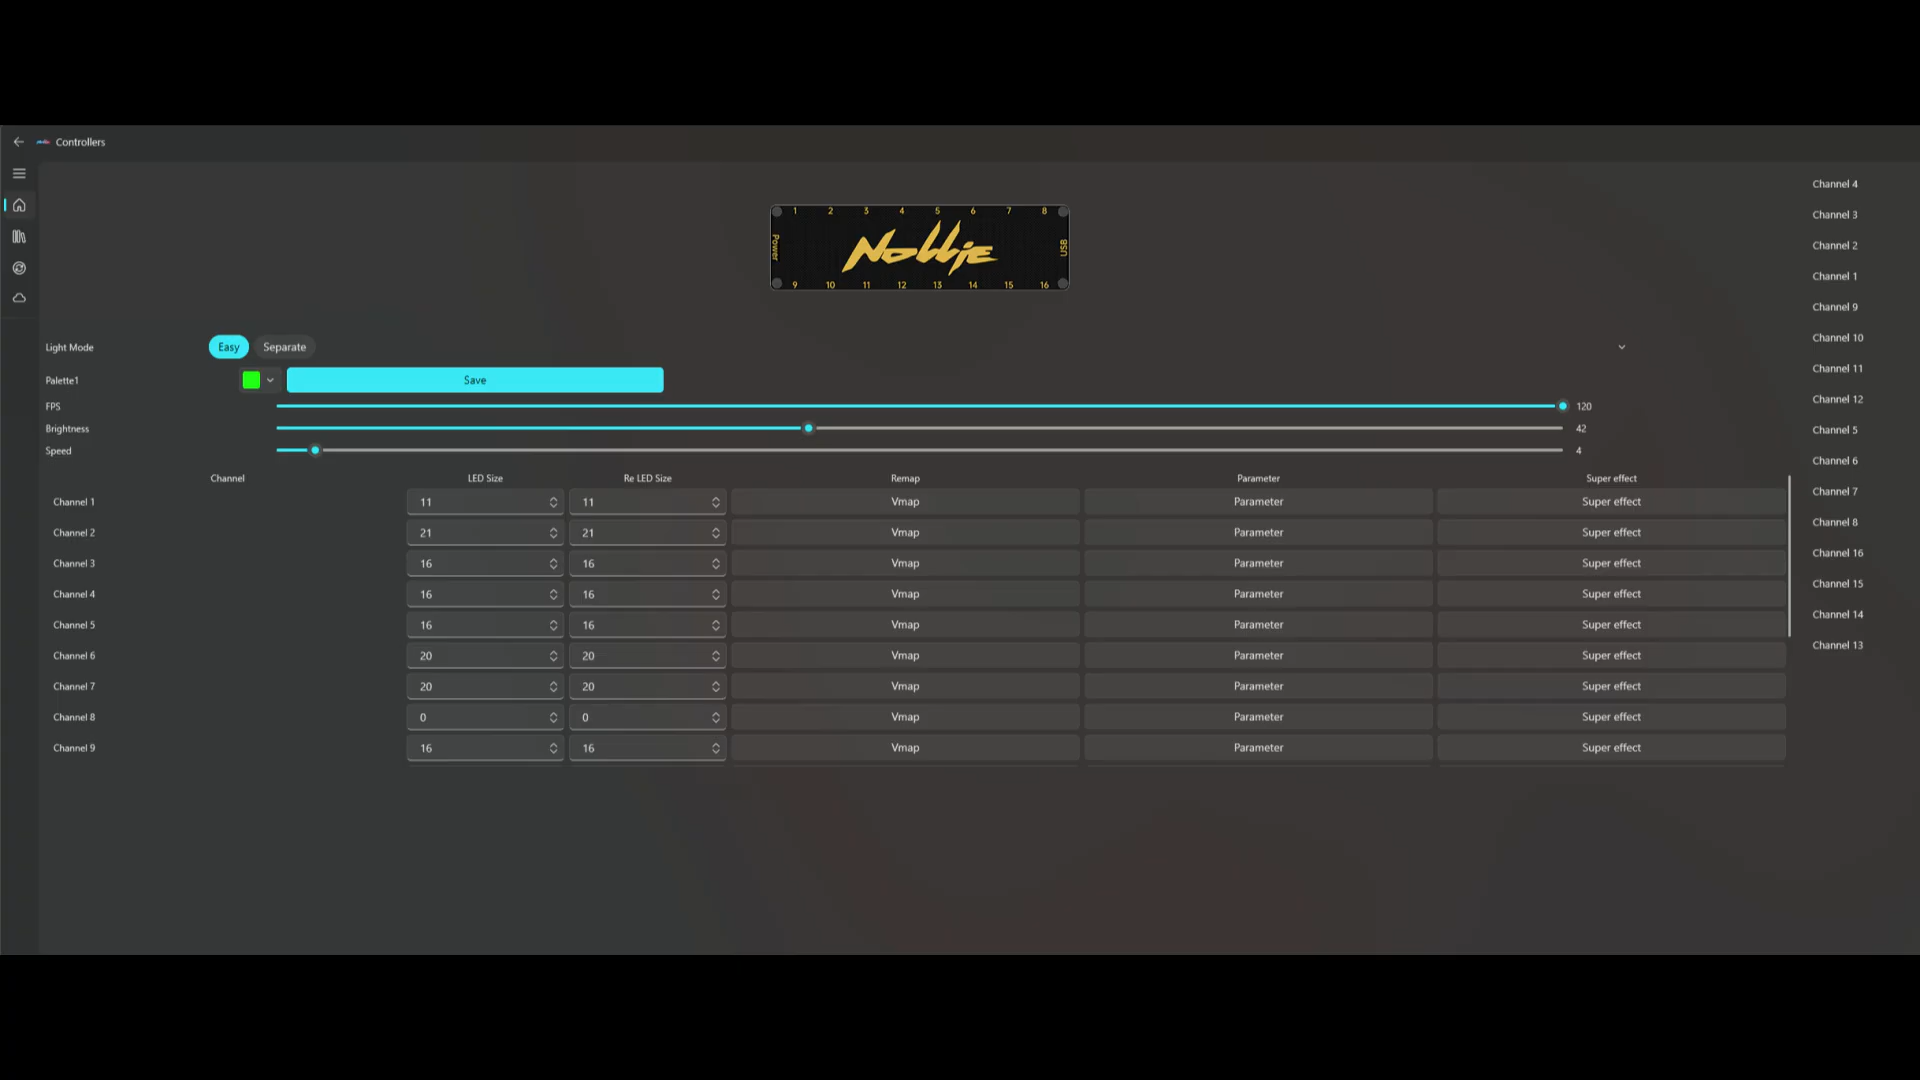 Controllers
1 2 3 4 5 6 7 8
Power
Nollie
USB
9 10 11 12 13 14 15 16
Light Mode Easy Separate
Palette1 Save
FPS 120
Brightness 42
Speed 4
Channel LED Size Re LED Size Remap Parameter Super effect
Channel 1 11 11 Vmap Parameter Super effect
Channel 2 21 21 Vmap Parameter Super effect
Channel 3 16 16 Vmap Parameter Super effect
Channel 4 16 16 Vmap Parameter Super effect
Channel 5 16 16 Vmap Parameter Super effect
Channel 6 20 20 Vmap Parameter Super effect
Channel 7 20 20 Vmap Parameter Super effect
Channel 8 0 0 Vmap Parameter Super effect
Channel 9 16 16 Vmap Parameter Super effect
Channel 4
Channel 3
Channel 2
Channel 1
Channel 9
Channel 10
Channel 11
Channel 12
Channel 5
Channel 6
Channel 7
Channel 8
Channel 16
Channel 15
Channel 14
Channel 13